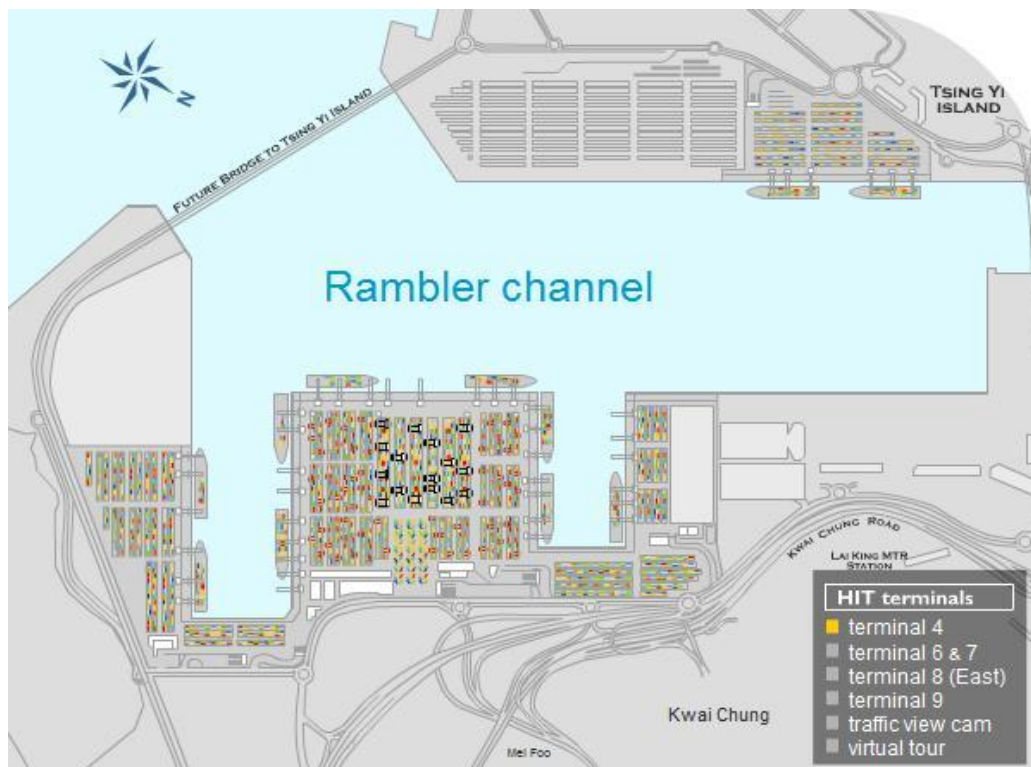 N
FUTURE BRIDGE TO TSING YI ISLAND
TSING YI
ISLAND
Rambler channel
KWAI CHUNG ROAD
LAI KING MTR
STATION
HIT terminals
terminal 4
terminal 6 & 7
terminal 8 (East)
terminal 9
traffic view cam
virtual tour
Kwai Chung
Mei Foo